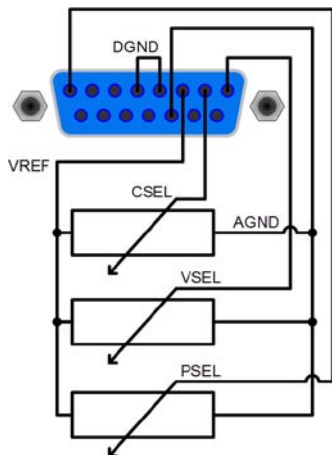 DGND
VREF
CSEL
AGND
VSEL
PSEL